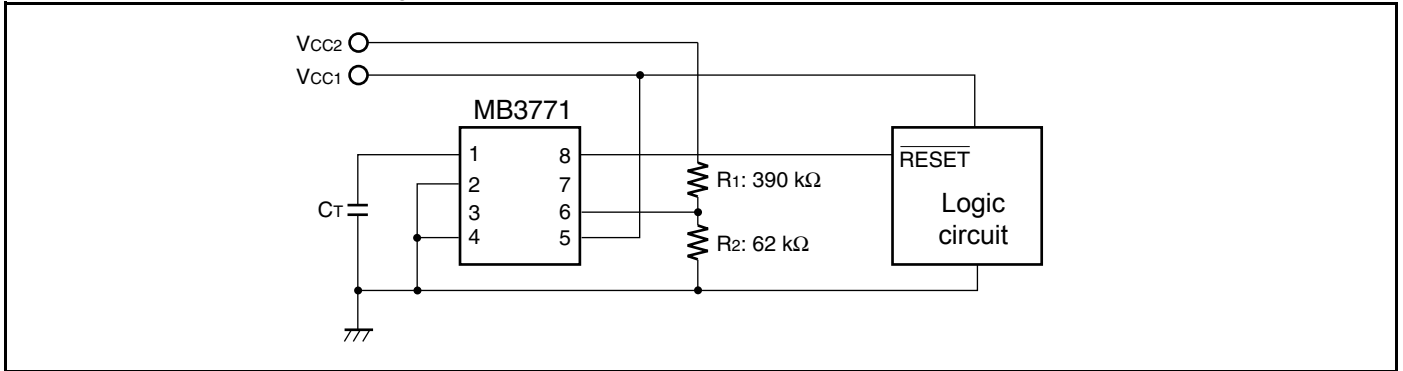 VCC2
VCC1
MB3771
1 8
2 7
3 6
4 5
CT
R1: 390 kΩ
R2: 62 kΩ
RESET
Logic
circuit